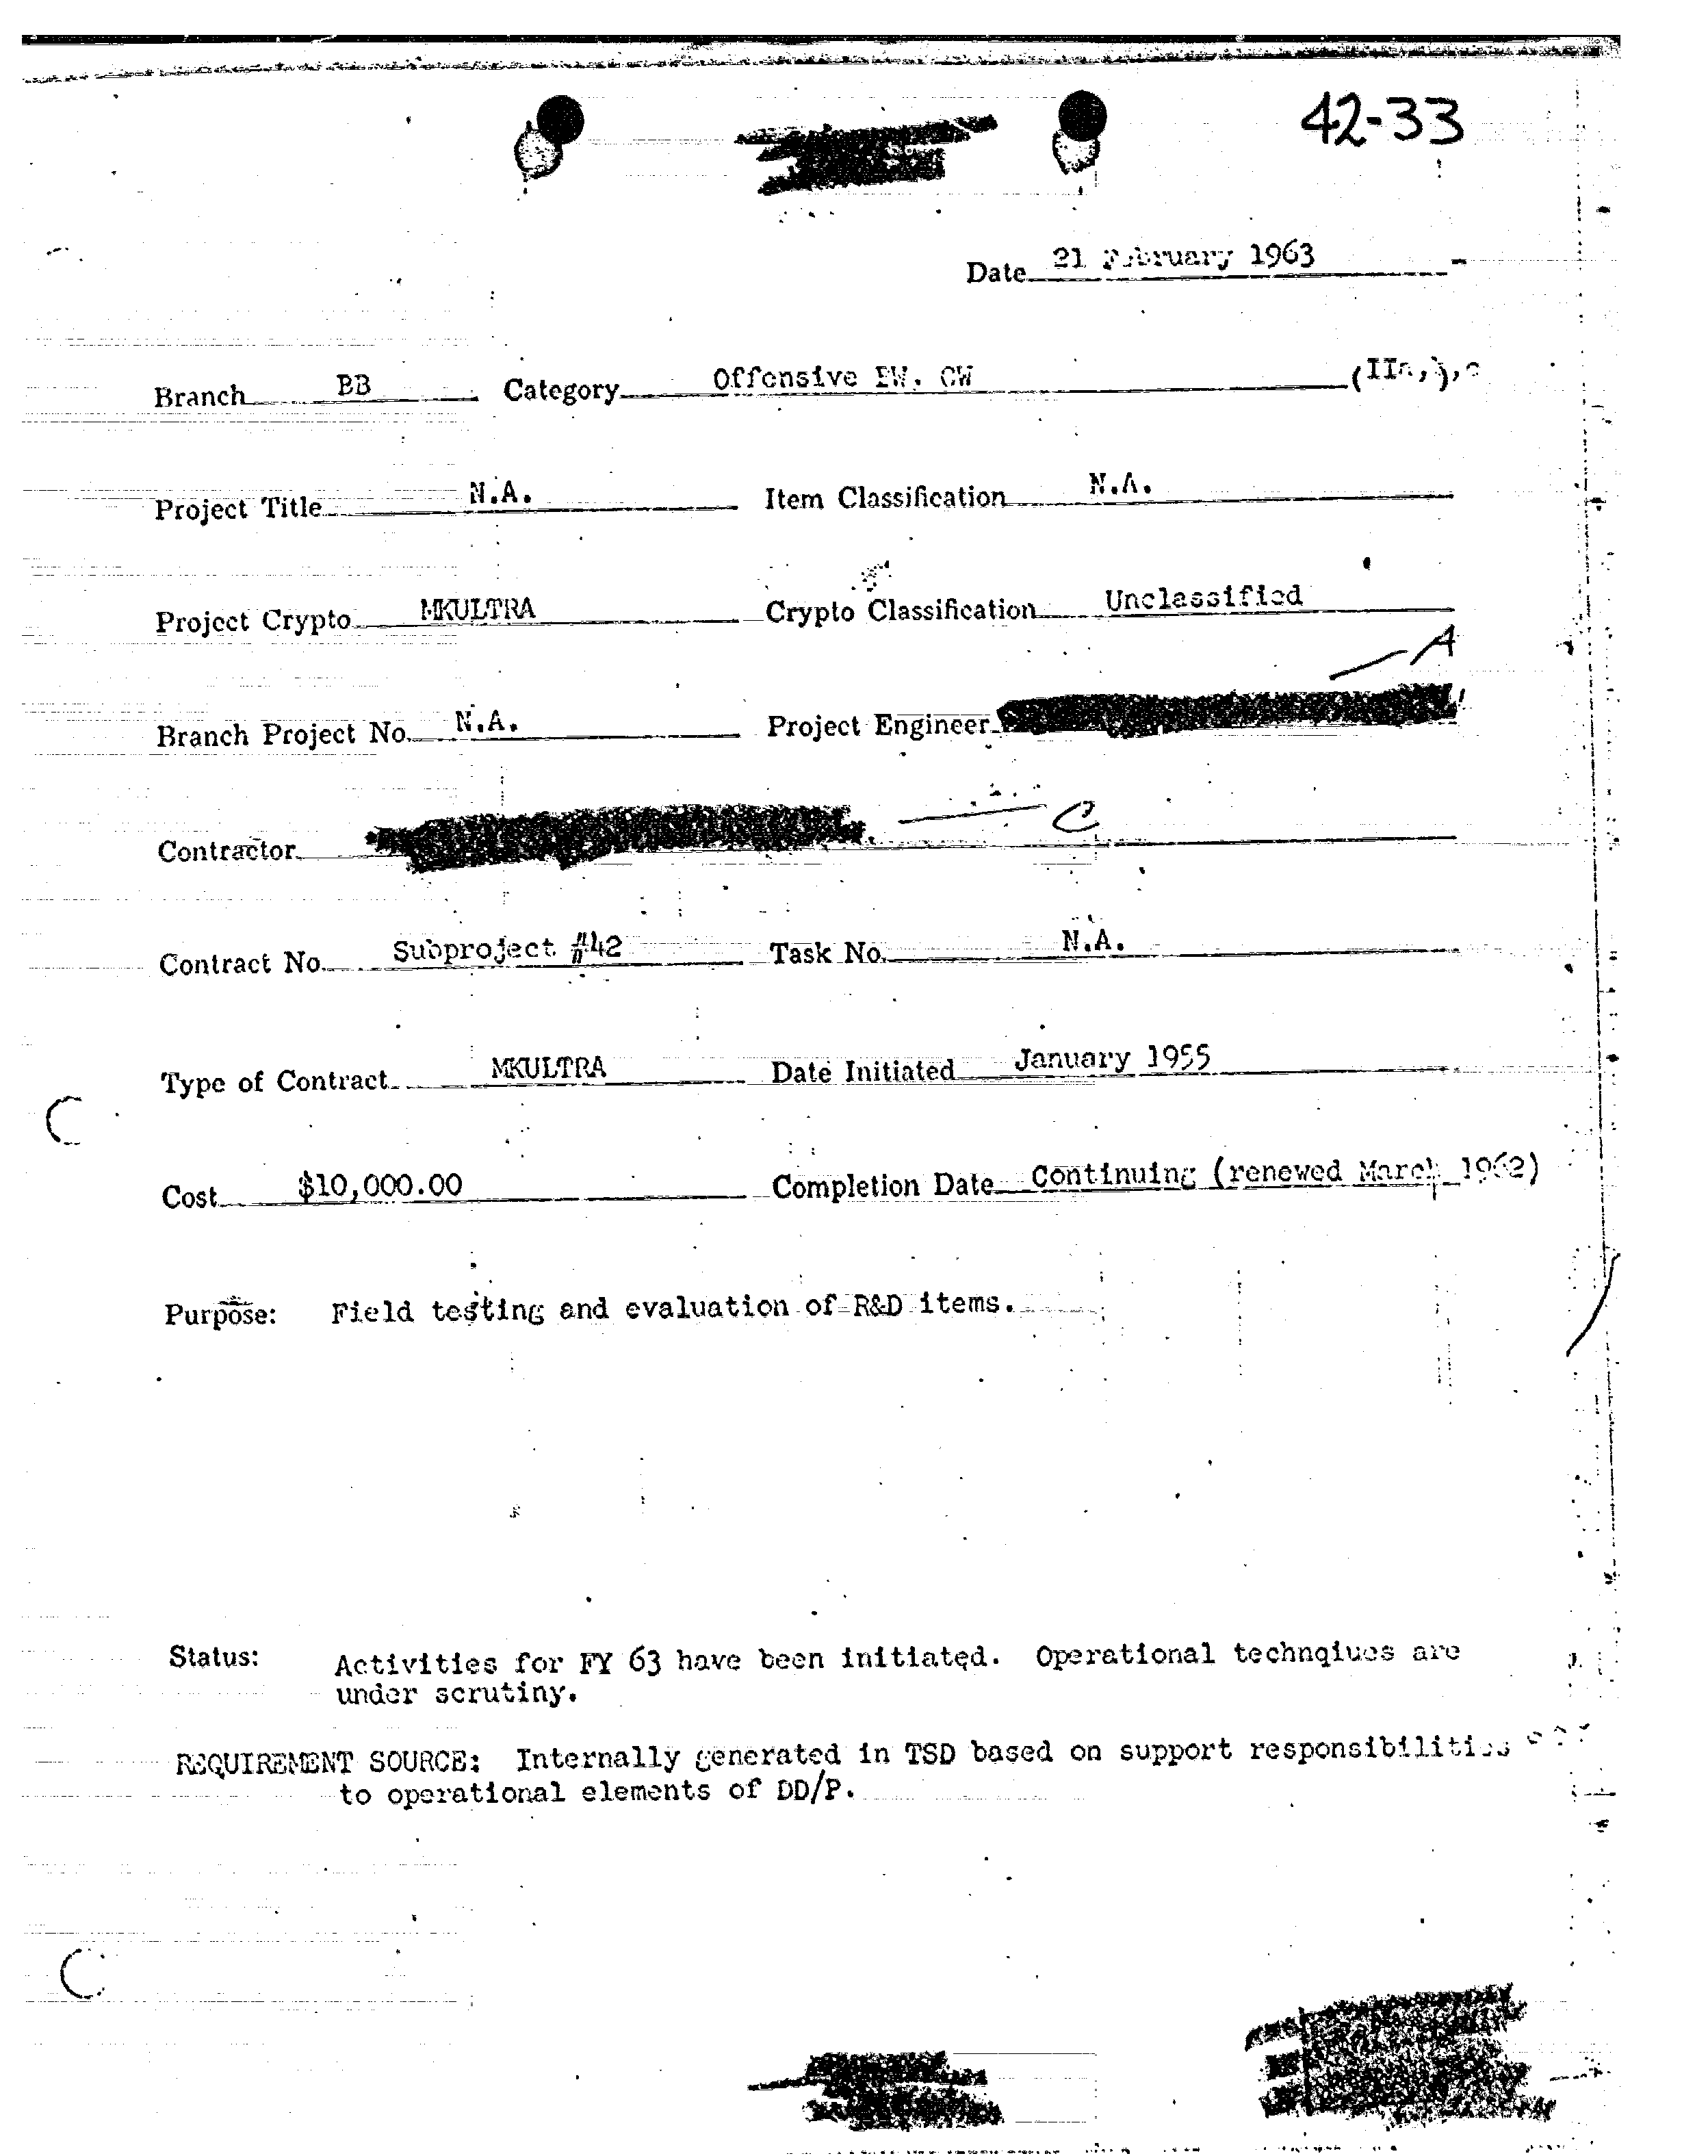 42-33
Date 21 February 1963
Branch BB Category Offensive BW. CW (IIa, ),c
Project Title N.A. Item Classification N.A.
Project Crypto MKULTRA Crypto Classification Unclassified
A
Branch Project No. N.A. Project Engineer
Contractor C
Contract No. Subproject #42 Task No. N.A.
Type of Contract MKULTRA Date Initiated January 1955
Cost $10,000.00 Completion Date Continuing (renewed March 1962)
Purpose: Field testing and evaluation of R&D items.
Status: Activities for FY 63 have been initiated. Operational technqiues are
under scrutiny.
REQUIREMENT SOURCE: Internally generated in TSD based on support responsibilities
to operational elements of DD/P.